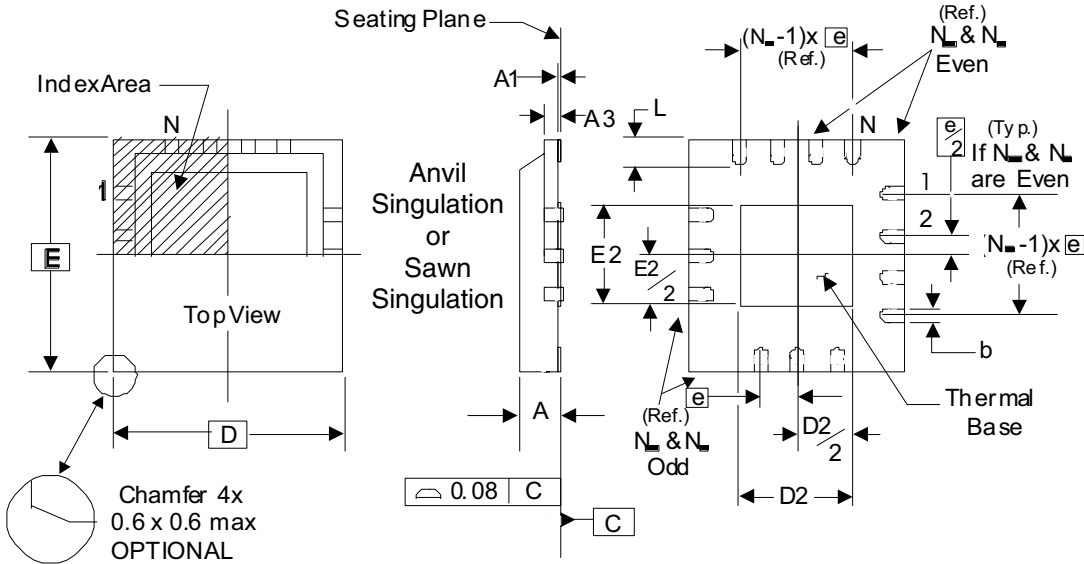 Seating Plane
(N -1)x e
(Ref.)
(Ref.)
N & N
Even
IndexArea
A1
A3
L
N
N
e/2
(Typ.)
If N & N
are Even
1
1
2
Anvil
Singulation
or
Sawn
Singulation
E
E2
E2/2
(N -1)x e
(Ref.)
TopView
b
A
e
(Ref.)
N & N
Odd
D2/2
Thermal
Base
D
D2
0.08 C
C
Chamfer 4x
0.6 x 0.6 max
OPTIONAL